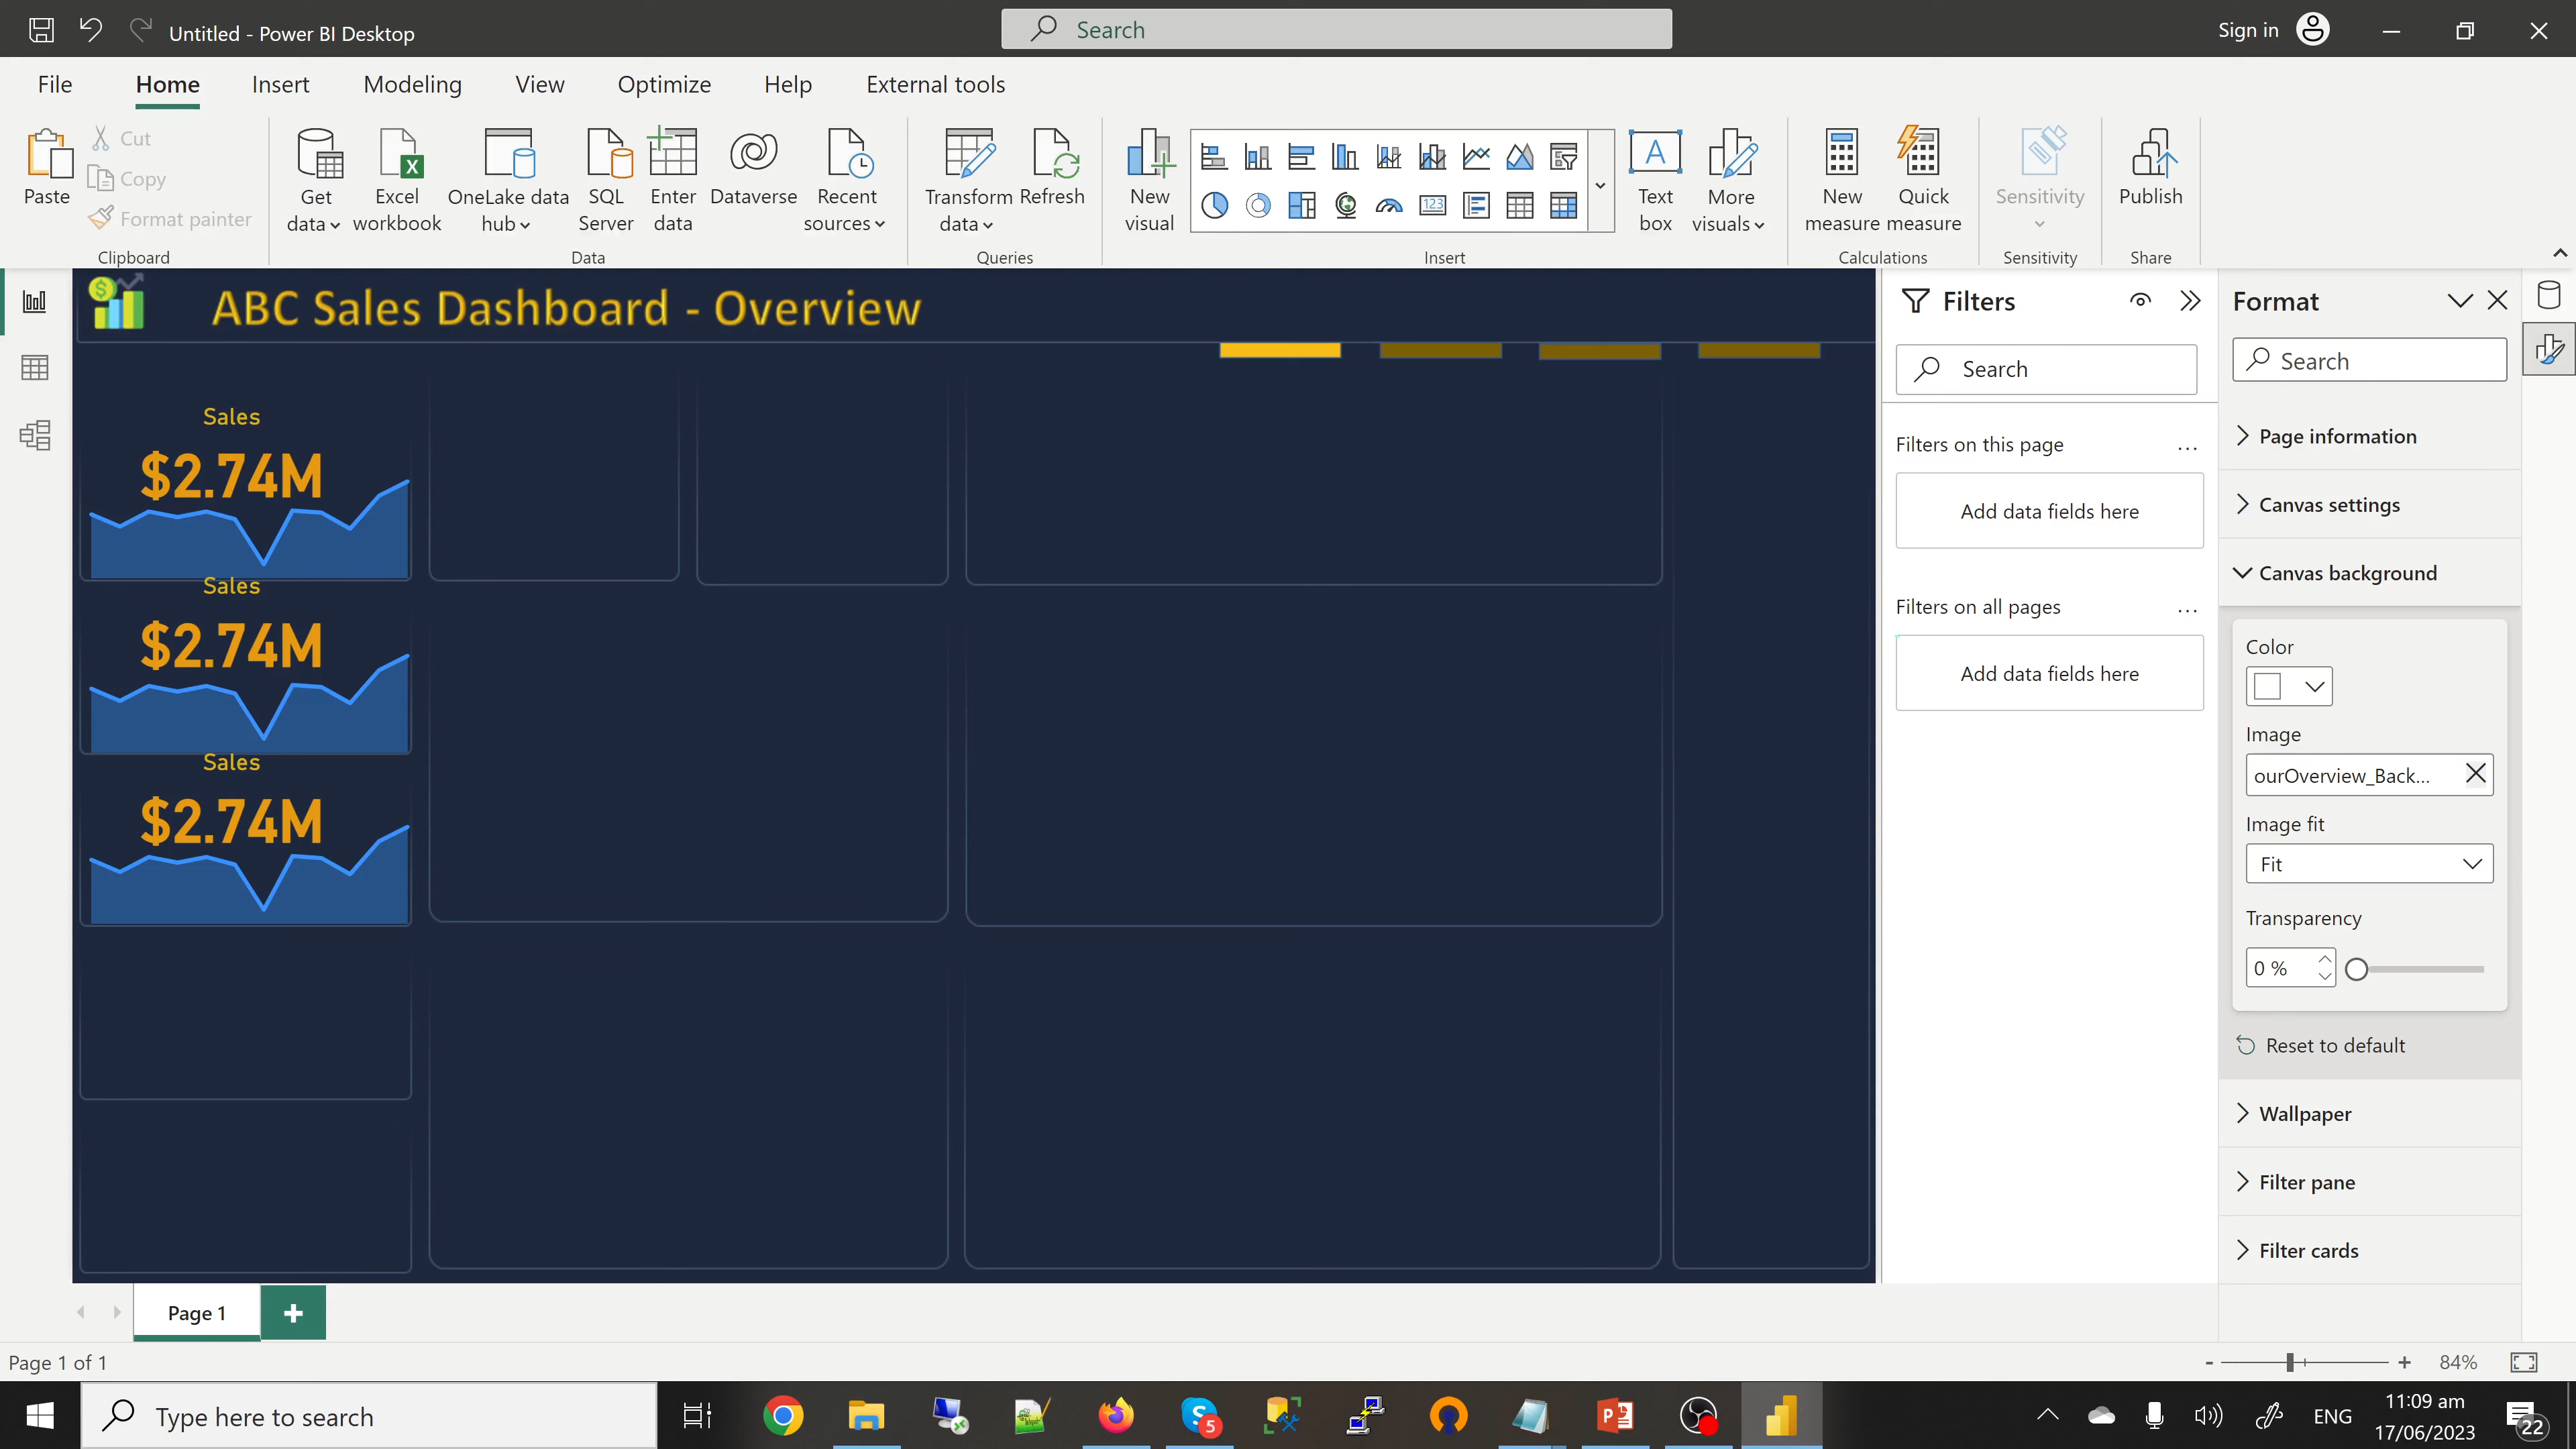 Untitled - Power BI Desktop
Search
Sign in
File
Home
Insert
Modeling
View
Optimize
Help
External tools
Paste
Cut
Copy
Format painter
Clipboard
Get data
Excel workbook
OneLake data hub
SQL Server
Enter data
Dataverse
Recent sources
Data
Transform data
Refresh
Queries
New visual
123
A
Text box
More visuals
Insert
New measure
Quick measure
Calculations
Sensitivity
Sensitivity
Publish
Share
ABC Sales Dashboard - Overview
Sales
$2.74M
Sales
$2.74M
Sales
$2.74M
Filters
Search
Filters on this page
...
Add data fields here
Filters on all pages
...
Add data fields here
Format
Search
Page information
Canvas settings
Canvas background
Color
Image
ourOverview_Back...
Image fit
Fit
Transparency
0 %
Reset to default
Wallpaper
Filter pane
Filter cards
Page 1
Page 1 of 1
- + 84%
Type here to search
5
ENG
11:09 am
17/06/2023
22